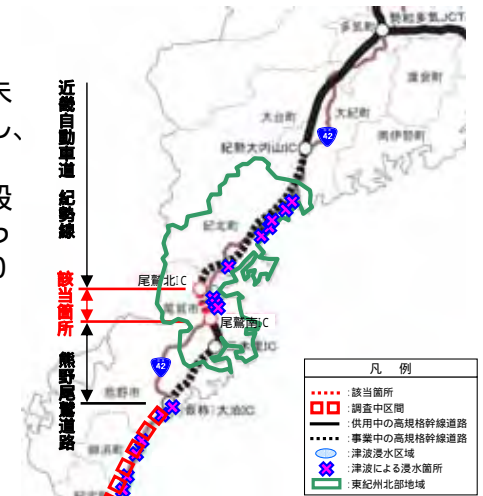 多気町
勢和多気JCT
度会町
大台町
大紀町
南伊勢町
42
紀勢大内山IC
近畿自動車道 紀勢線
紀北町
尾鷲北IC
該当箇所
尾鷲市
尾鷲南IC
42
熊野尾鷲道路
熊野市
(仮称)大泊IC
御浜町
凡 例
:該当箇所
:調査中区間
:供用中の高規格幹線道路
:事業中の高規格幹線道路
:津波浸水区域
:津波による浸水箇所
:東紀州北部地域